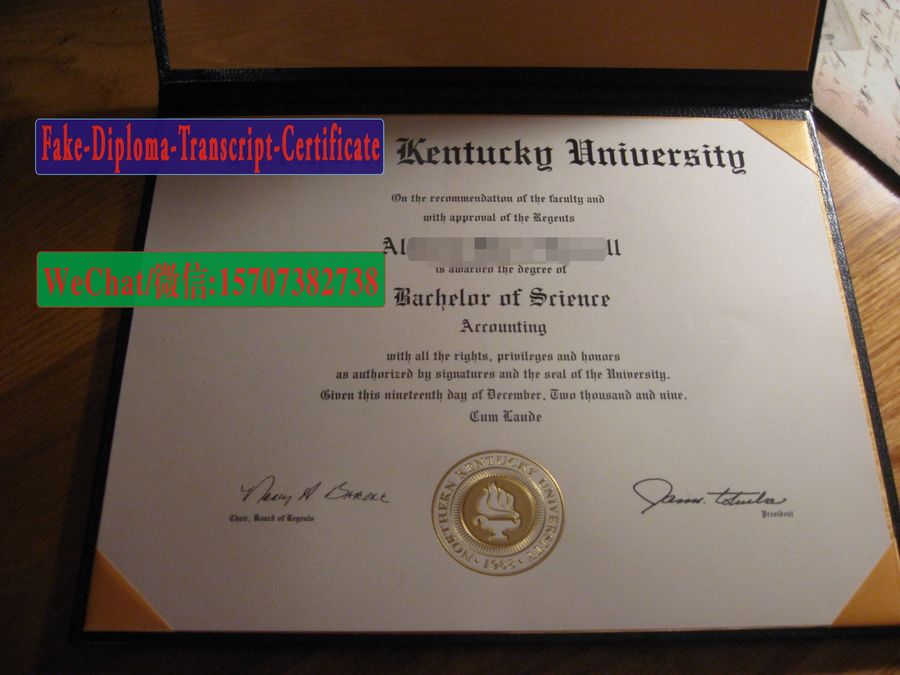 Fake-Diploma-Transcript-Certificate
Kentucky University
On the recommendation of the faculty and
with approval of the Regents
WeChat/微信:15707382738
is awarded the degree of
Bachelor of Science
Accounting
with all the rights, privileges and honors
as authorized by signatures and the seal of the University.
Given this nineteenth day of December, Two thousand and nine.
Cum Laude
NORTHERN KENTUCKY UNIVERSITY
1968
Chair, Board of Regents
President